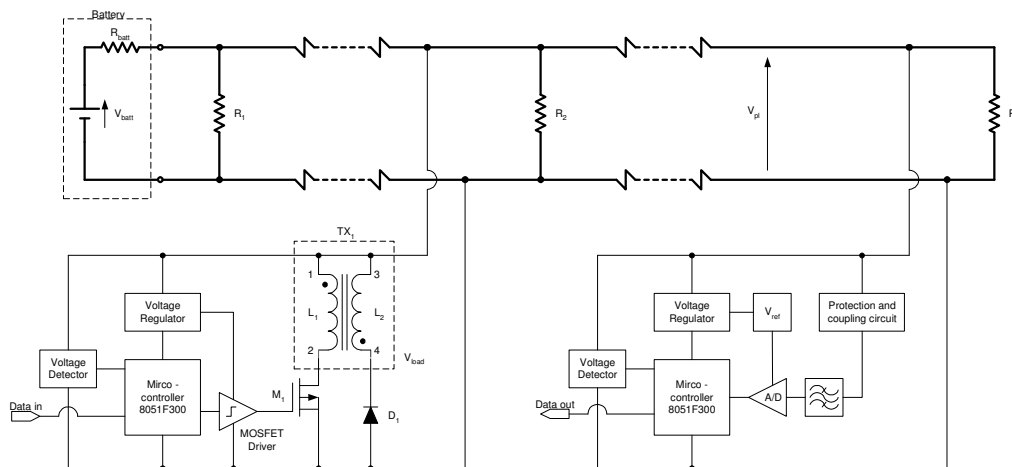 Battery
R_batt
V_batt
R_1
R_2
V_pl
R
TX_1
1
3
L_1
L_2
2
4
V_load
Voltage
Regulator
Voltage
Detector
Mirco -
controller
8051F300
Data in
MOSFET
Driver
M_1
D_1
Voltage
Regulator
V_ref
Protection and
coupling circuit
Voltage
Detector
Mirco -
controller
8051F300
A/D
Data out